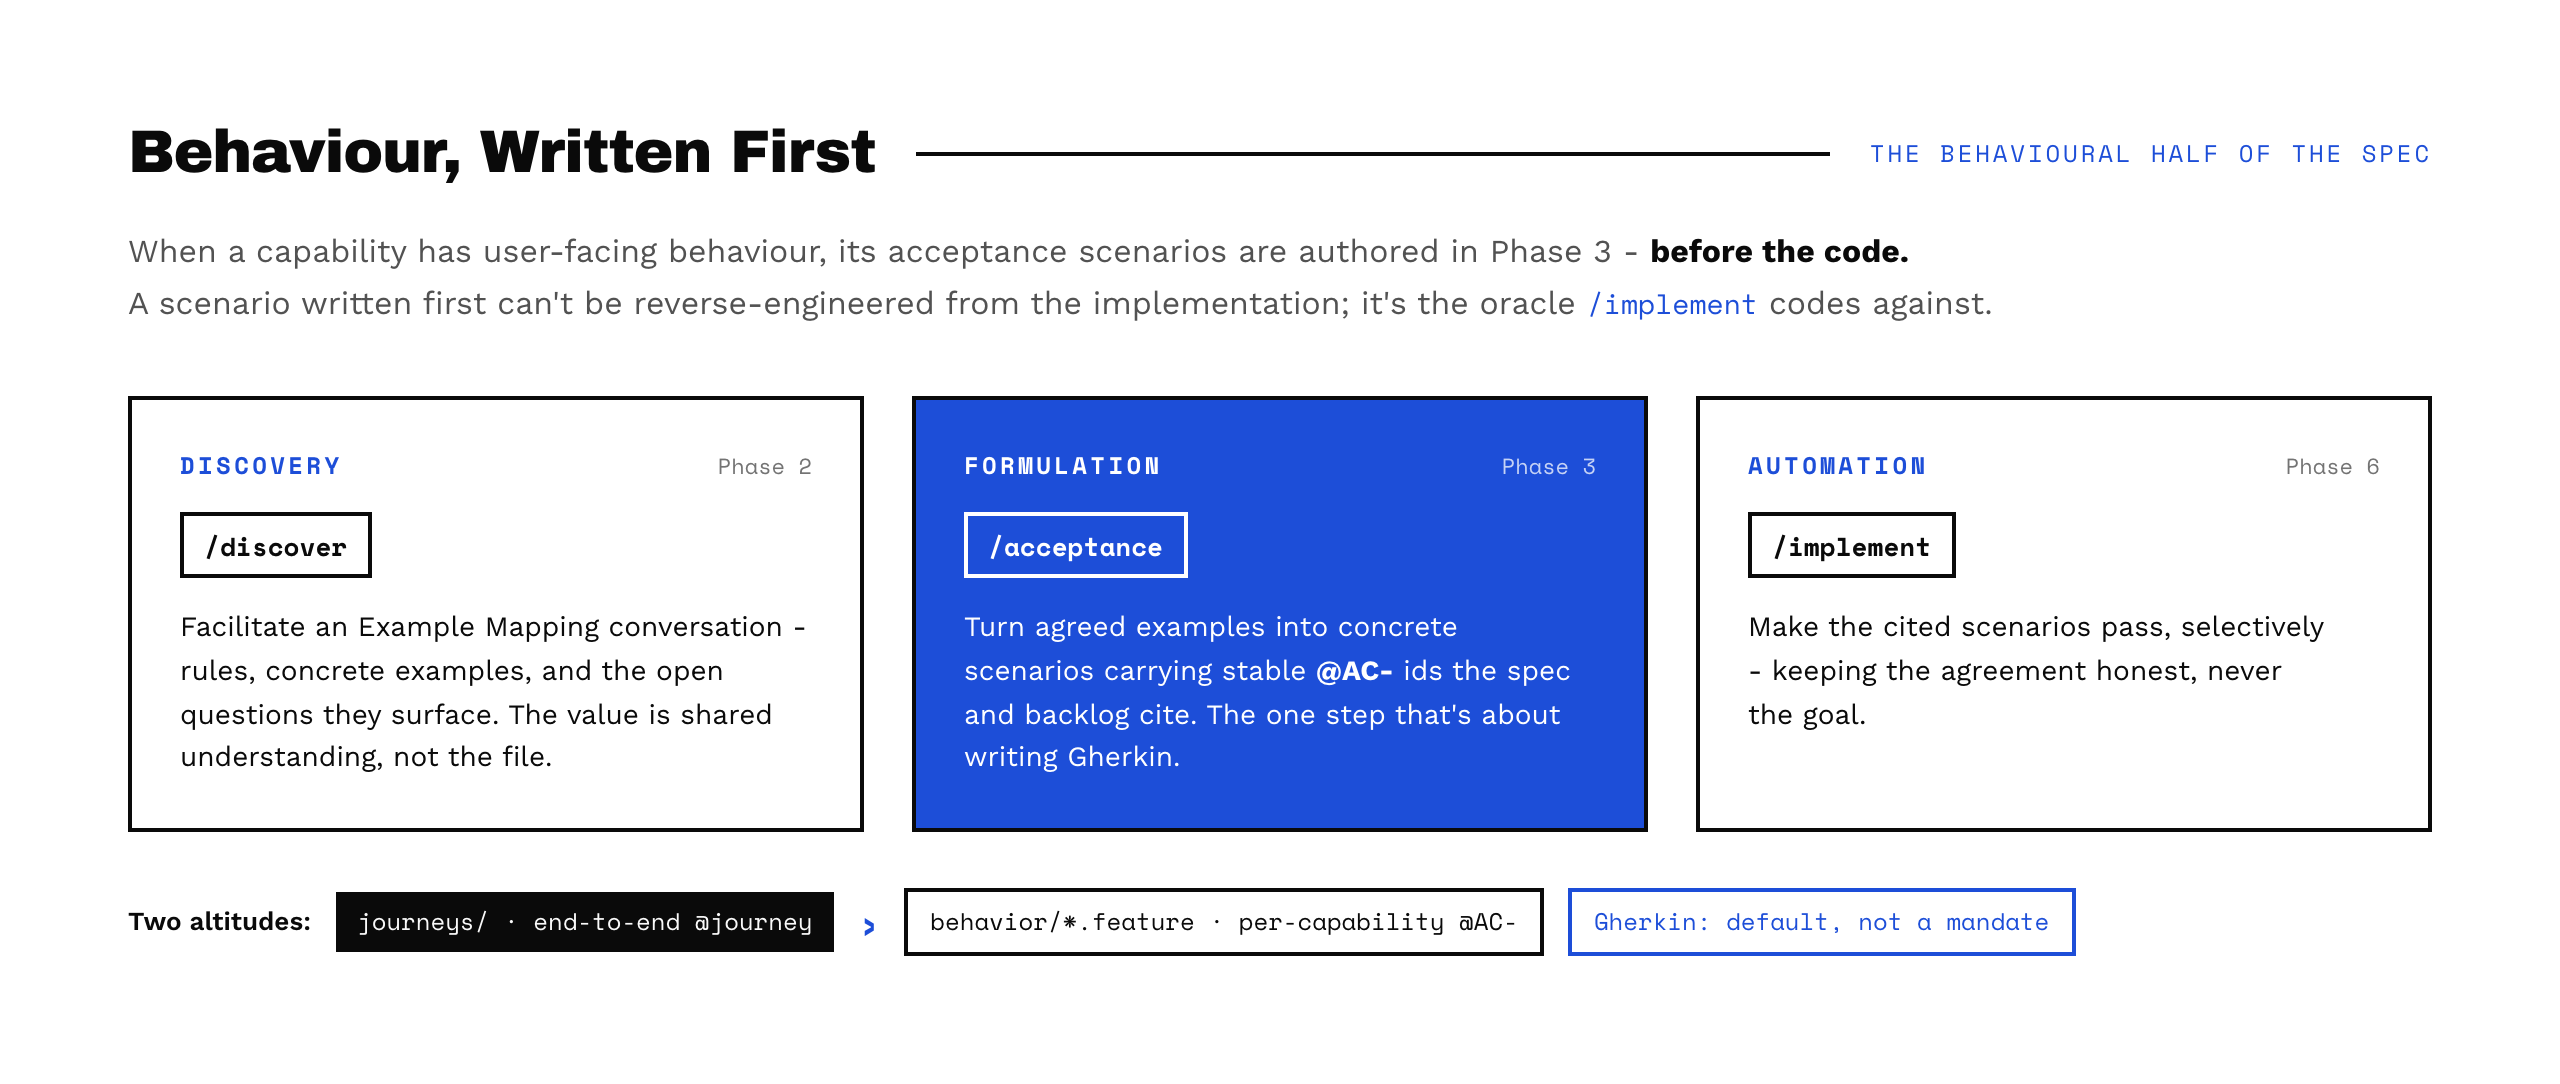 Behaviour, Written First
THE BEHAVIOURAL HALF OF THE SPEC
When a capability has user-facing behaviour, its acceptance scenarios are authored in Phase 3 - before the code.
A scenario written first can't be reverse-engineered from the implementation; it's the oracle /implement codes against.
DISCOVERY
Phase 2
/discover
Facilitate an Example Mapping conversation -
rules, concrete examples, and the open
questions they surface. The value is shared
understanding, not the file.
FORMULATION
Phase 3
/acceptance
Turn agreed examples into concrete
scenarios carrying stable @AC- ids the spec
and backlog cite. The one step that's about
writing Gherkin.
AUTOMATION
Phase 6
/implement
Make the cited scenarios pass, selectively
- keeping the agreement honest, never
the goal.
Two altitudes: journeys/ · end-to-end @journey › behavior/*.feature · per-capability @AC- Gherkin: default, not a mandate